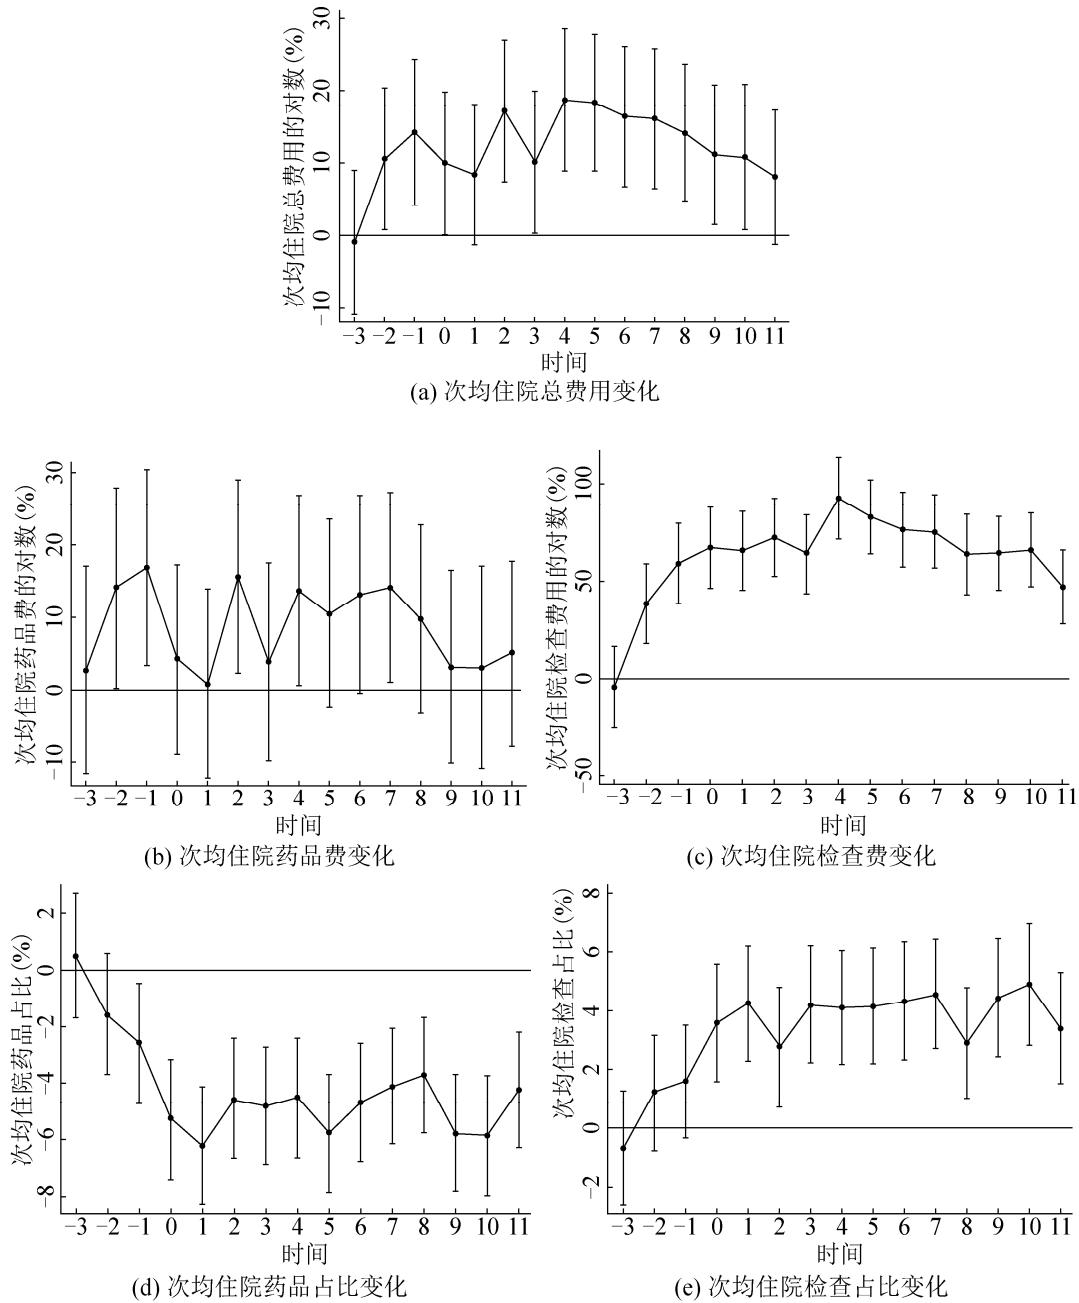 次均住院总费用的对数(%)
30
20
10
0
−10
−3 −2 −1 0 1 2 3 4 5 6 7 8 9 10 11
时间
(a) 次均住院总费用变化
次均住院药品费的对数(%)
30
20
10
0
−10
−3 −2 −1 0 1 2 3 4 5 6 7 8 9 10 11
时间
(b) 次均住院药品费变化
次均住院检查费用的对数(%)
100
50
0
−50
−3 −2 −1 0 1 2 3 4 5 6 7 8 9 10 11
时间
(c) 次均住院检查费变化
次均住院药品占比(%)
2
0
−2
−4
−6
−8
−3 −2 −1 0 1 2 3 4 5 6 7 8 9 10 11
时间
(d) 次均住院药品占比变化
次均住院检查占比(%)
8
6
4
2
0
−2
−3 −2 −1 0 1 2 3 4 5 6 7 8 9 10 11
时间
(e) 次均住院检查占比变化